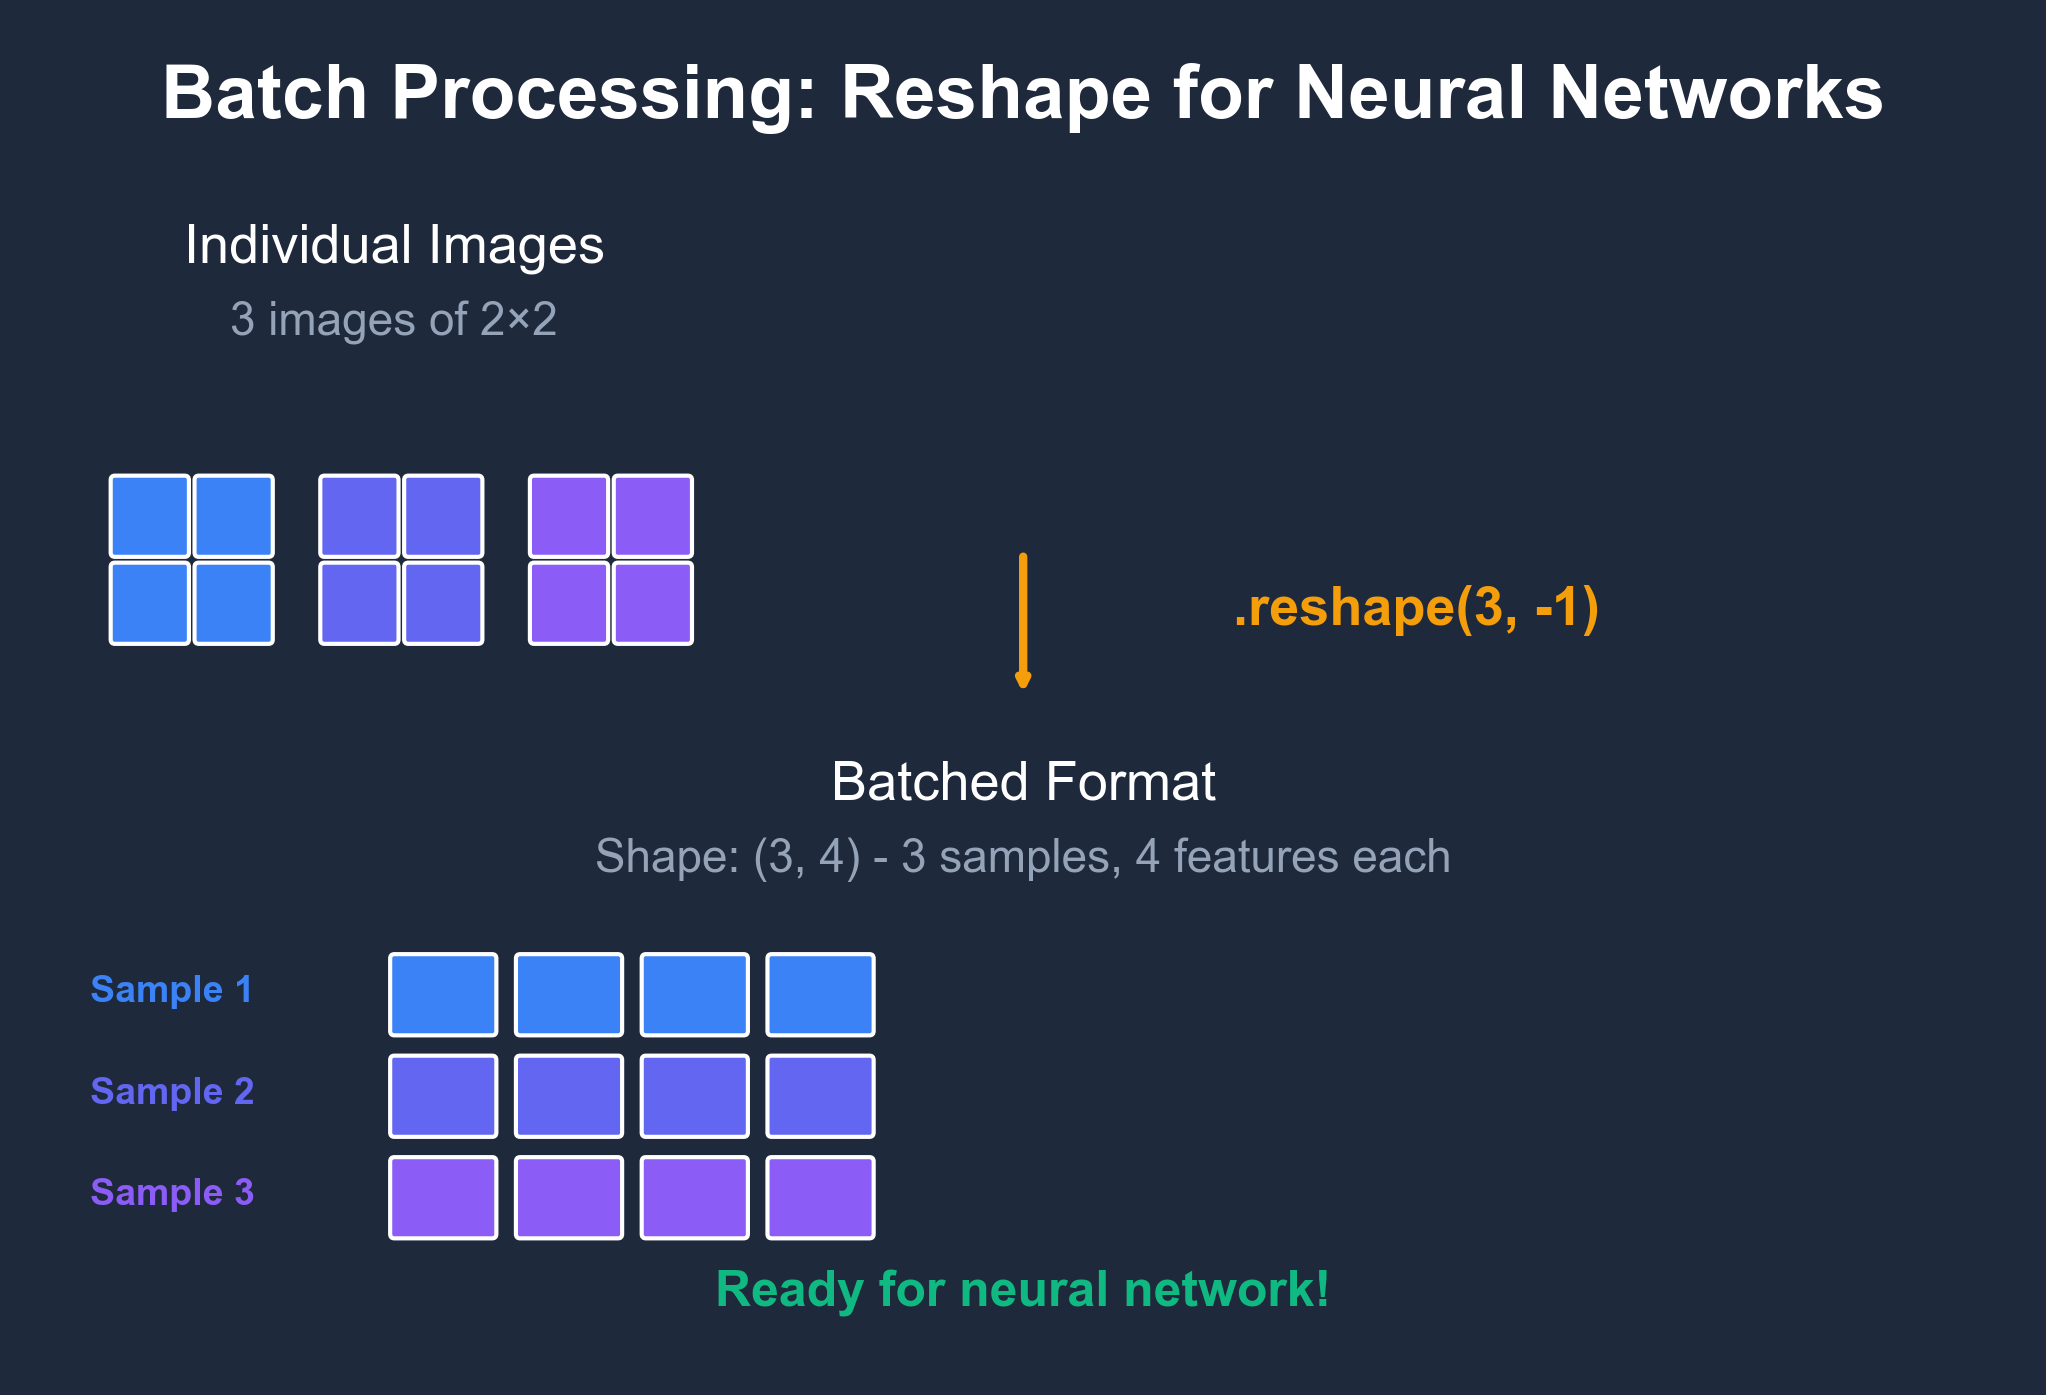 Batch Processing: Reshape for Neural Networks
Individual Images
3 images of 2×2
.reshape(3, -1)
Batched Format
Shape: (3, 4) - 3 samples, 4 features each
Sample 1
Sample 2
Sample 3
Ready for neural network!